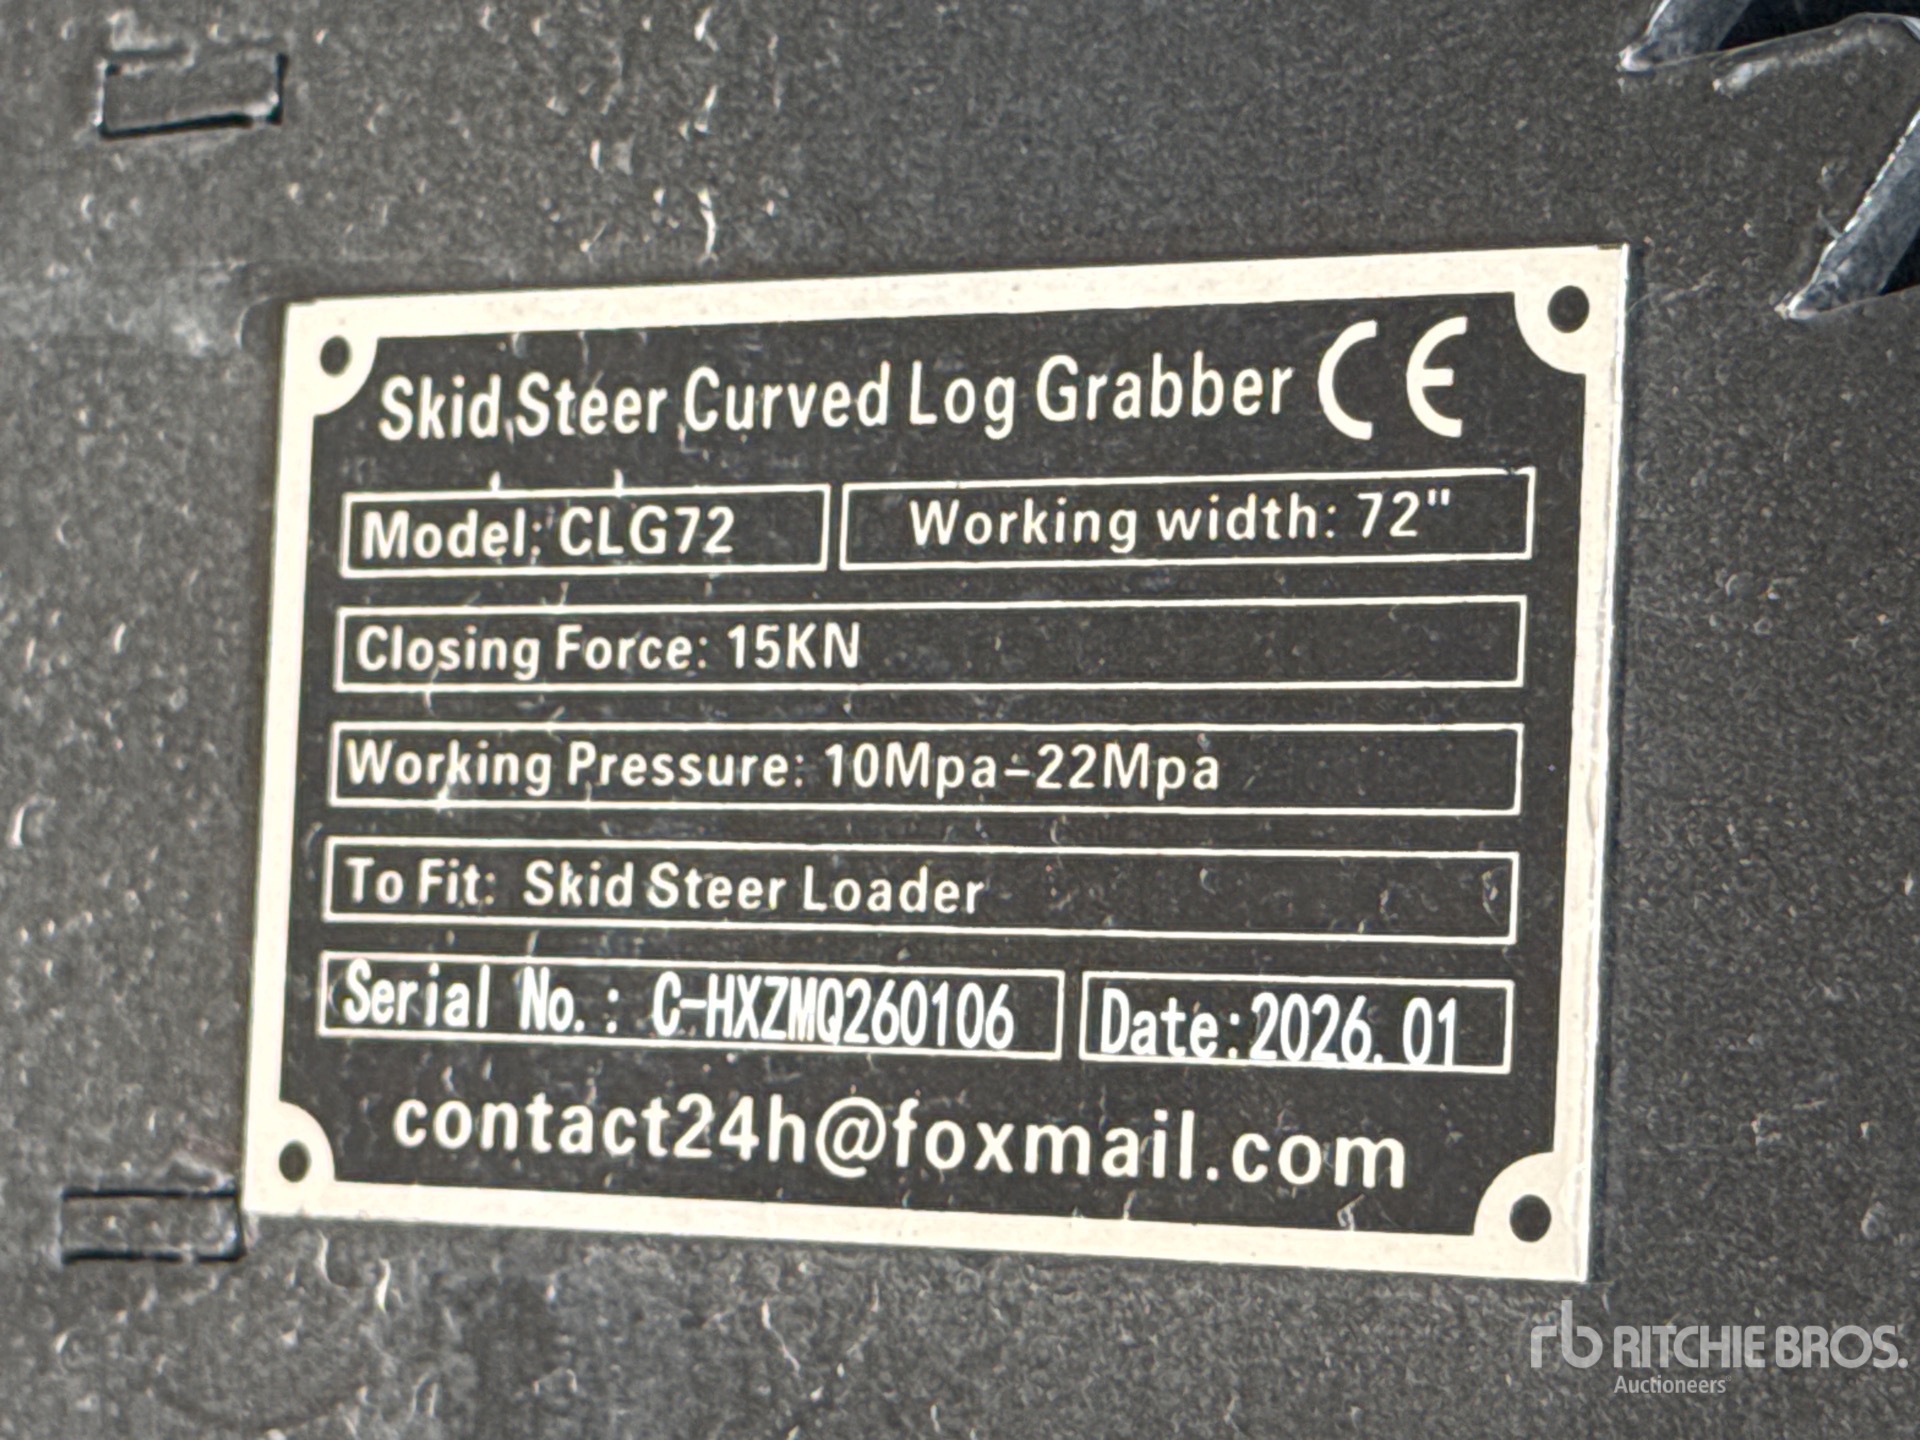 Skid Steer Curved Log Grabber CE
Model: CLG72 Working width: 72"
Closing Force: 15KN
Working Pressure: 10Mpa-22Mpa
To Fit: Skid Steer Loader
Serial No.: C-HXZMQ260106 Date:2026.01
contact24h@foxmail.com
rb RITCHIE BROS.
Auctioneers